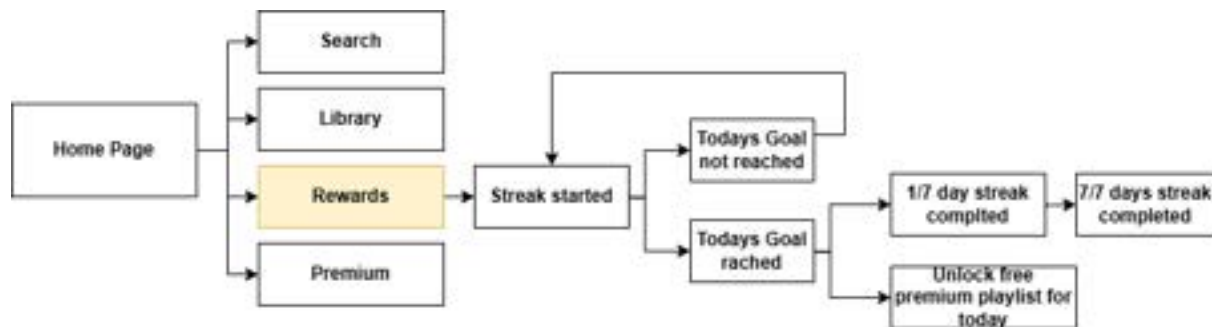 Search
Library
Home Page
Rewards
Premium
Streak started
Todays Goal
not reached
Todays Goal
rached
1/7 day streak
complited
7/7 days streak
completed
Unlock free
premium playlist for
today